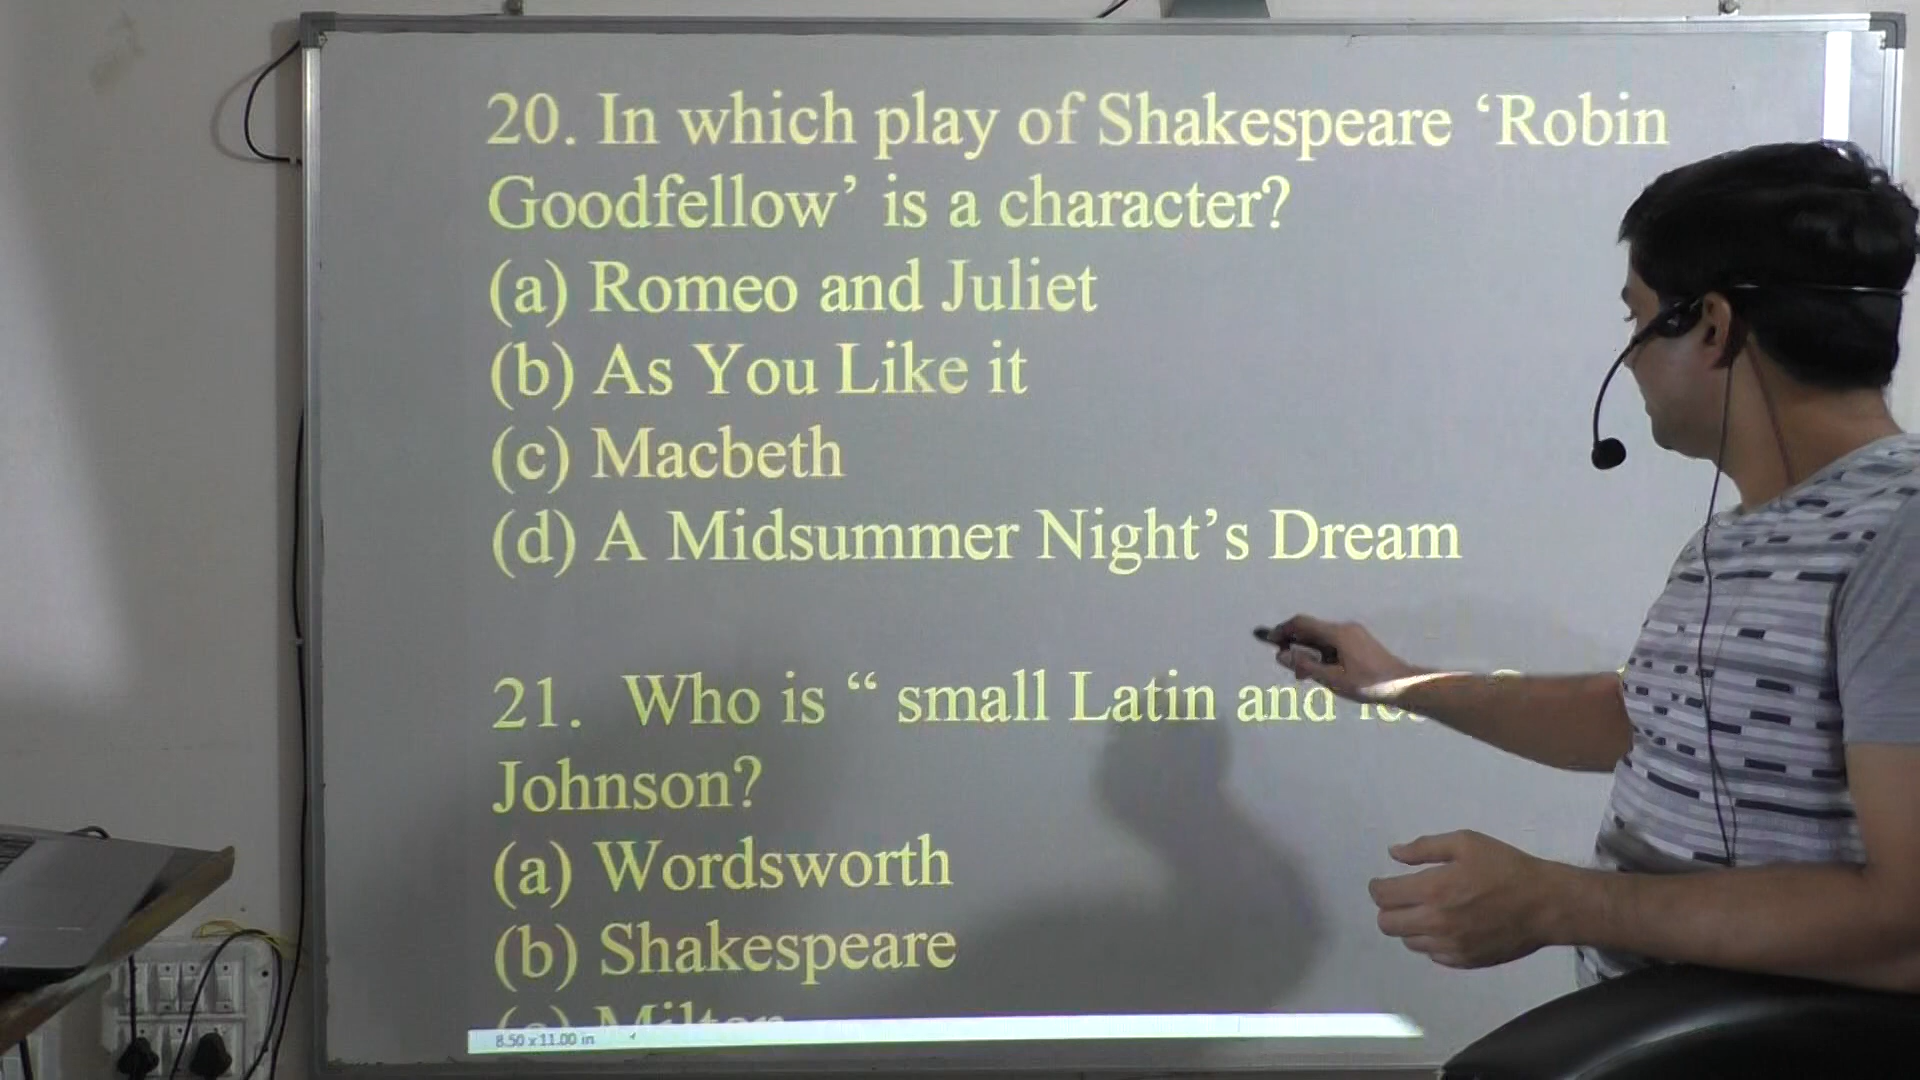 20. In which play of Shakespeare ‘Robin
Goodfellow’ is a character?
(a) Romeo and Juliet
(b) As You Like it
(c) Macbeth
(d) A Midsummer Night’s Dream
21. Who is “ small Latin and
Johnson?
(a) Wordsworth
(b) Shakespeare
(c) Milton
8.50 x 11.00 in